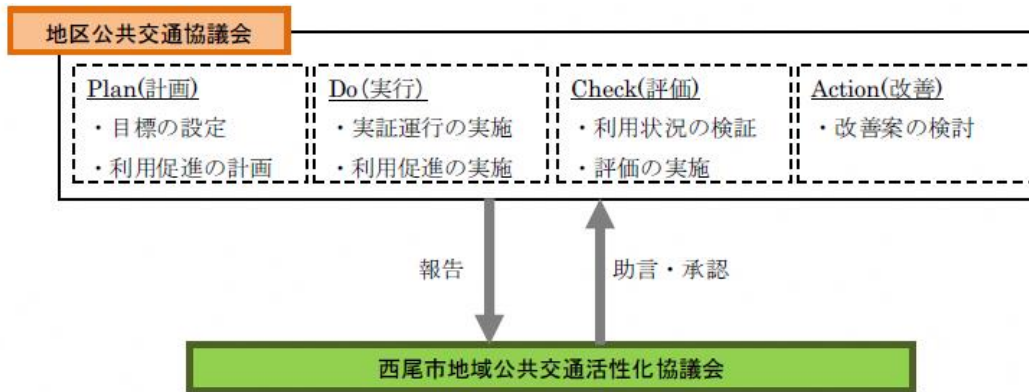 地区公共交通協議会
Plan(計画)
・目標の設定
・利用促進の計画
Do(実行)
・実証運行の実施
・利用促進の実施
Check(評価)
・利用状況の検証
・評価の実施
Action(改善)
・改善案の検討
報告
助言・承認
西尾市地域公共交通活性化協議会